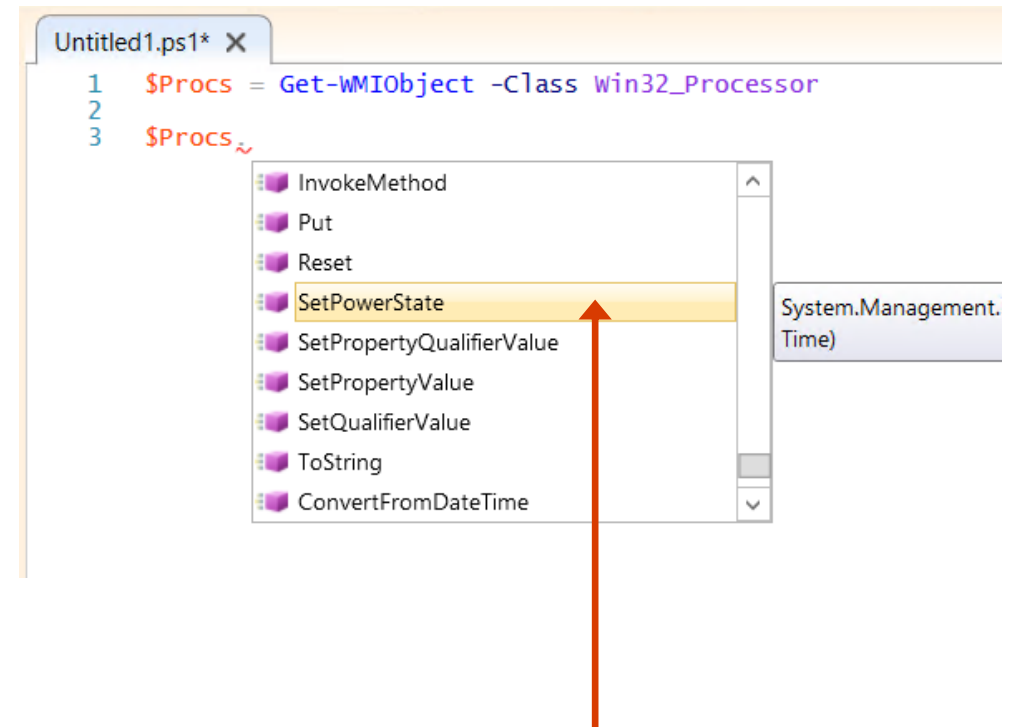 Untitled1.ps1* X
1 $Procs = Get-WMIObject -Class Win32_Processor
2
3 $Procs.
InvokeMethod
Put
Reset
SetPowerState
System.Management.
Time)
SetPropertyQualifierValue
SetPropertyValue
SetQualifierValue
ToString
ConvertFromDateTime